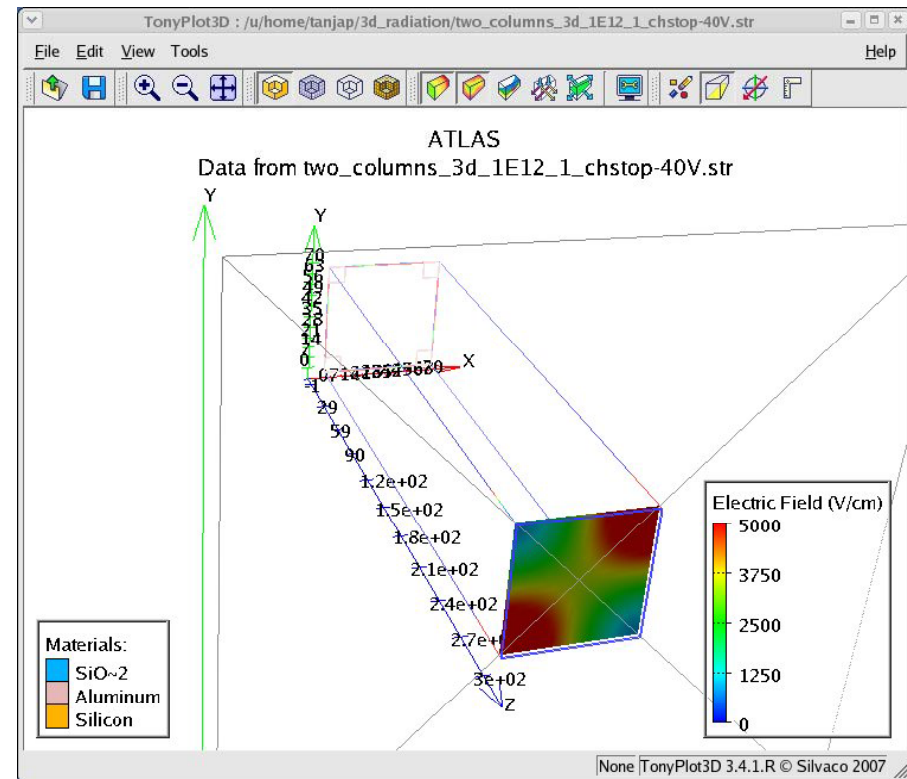 TonyPlot3D : /u/home/tanjap/3d_radiation/two_columns_3d_1E12_1_chstop-40V.str
File Edit View Tools Help
ATLAS
Data from two_columns_3d_1E12_1_chstop-40V.str
Y
Y
70
63
56
49
42
35
28
21
14
7
0
X
-1
29
59
90
1.2e+02
1.5e+02
1.8e+02
2.1e+02
2.4e+02
2.7e+
3e+02
Z
Electric Field (V/cm)
5000
3750
2500
1250
0
Materials:
SiO~2
Aluminum
Silicon
None TonyPlot3D 3.4.1.R © Silvaco 2007